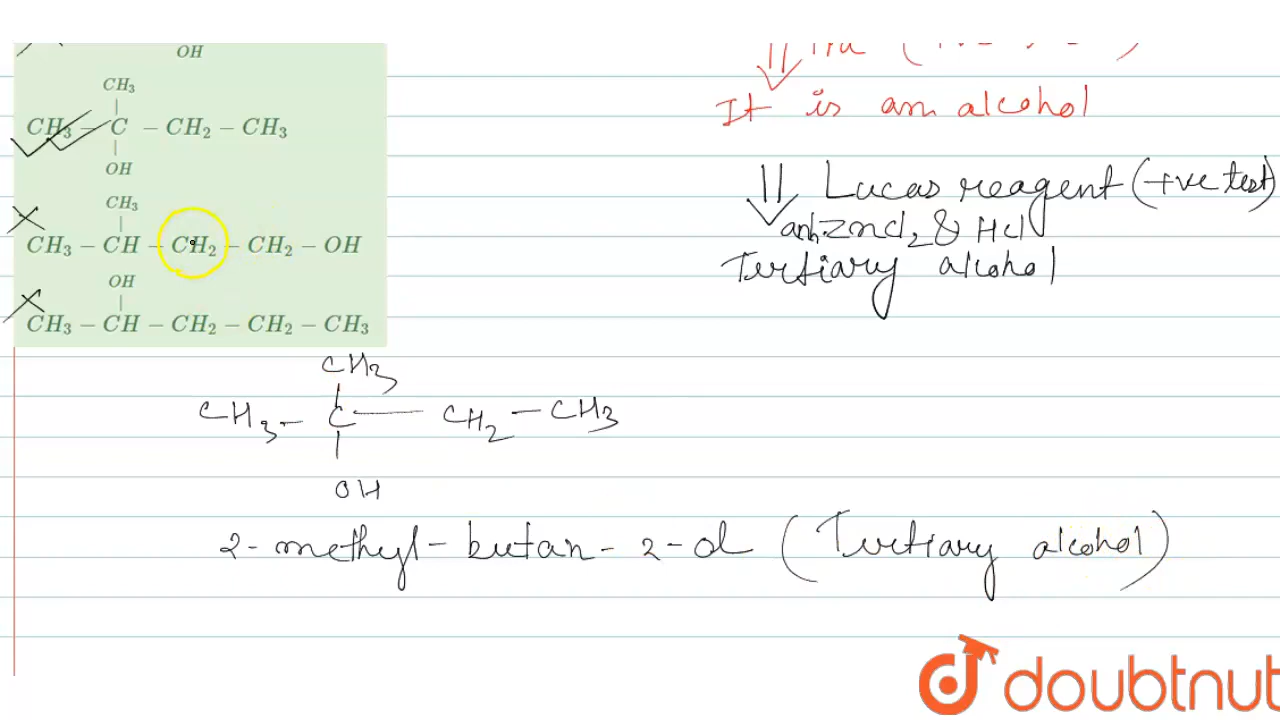 OH
CH3
|
CH3 – C – CH2 – CH3
|
OH
CH3
|
CH3 – CH – CH2 – CH2 – OH
OH
|
CH3 – CH – CH2 – CH2 – CH3
It is an alcohol
Lucas reagent (+ve test)
anh. ZnCl2 & HCl
Tertiary alcohol
CH3
CH3 – C – CH2 – CH3
OH
2-methyl-butan-2-ol (Tertiary alcohol)
doubtnut